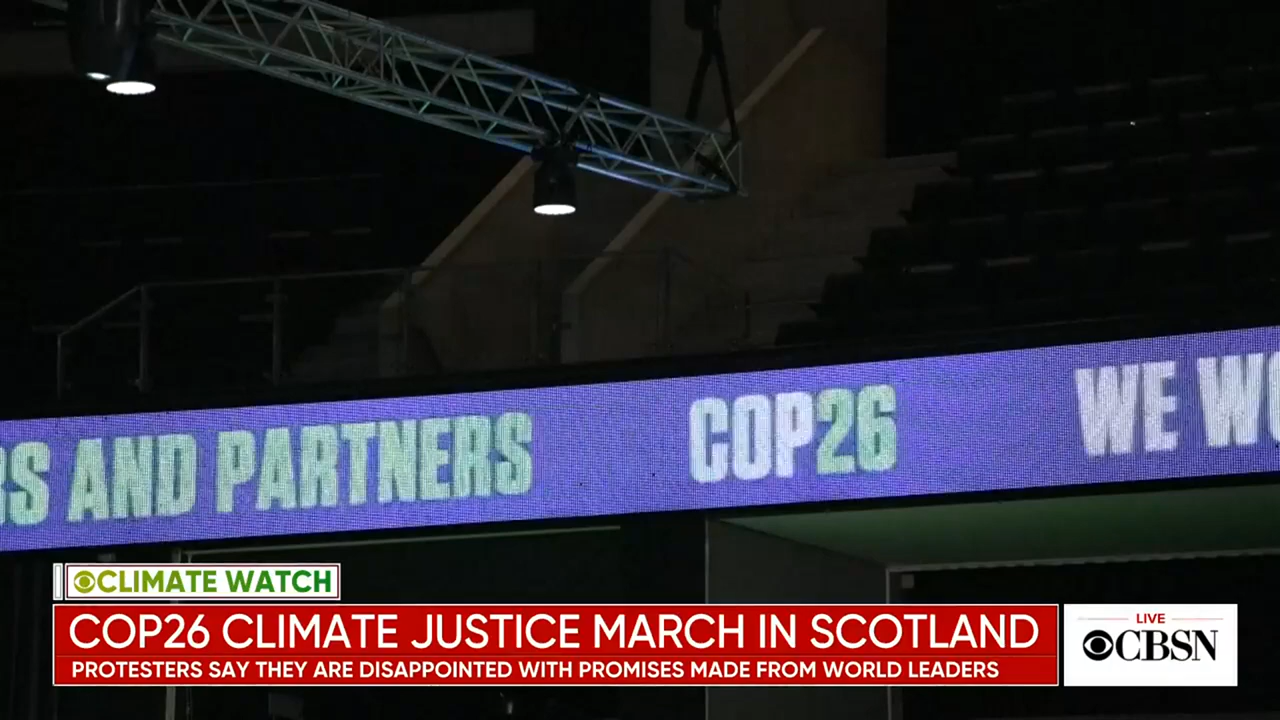 AND PARTNERS COP26 WE
CLIMATE WATCH
COP26 CLIMATE JUSTICE MARCH IN SCOTLAND
PROTESTERS SAY THEY ARE DISAPPOINTED WITH PROMISES MADE FROM WORLD LEADERS
LIVE
CBSN